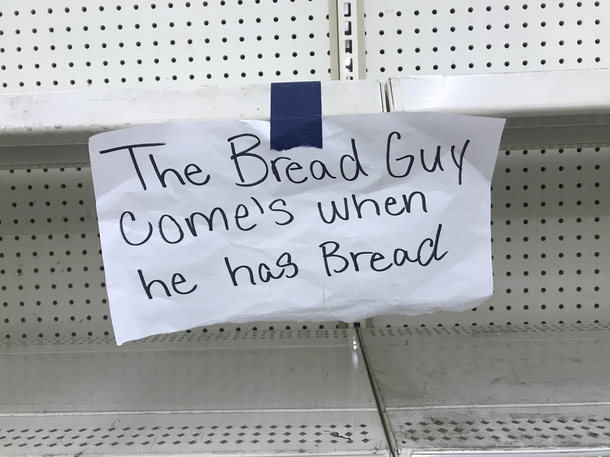 The Bread Guy
Come's when
he has Bread